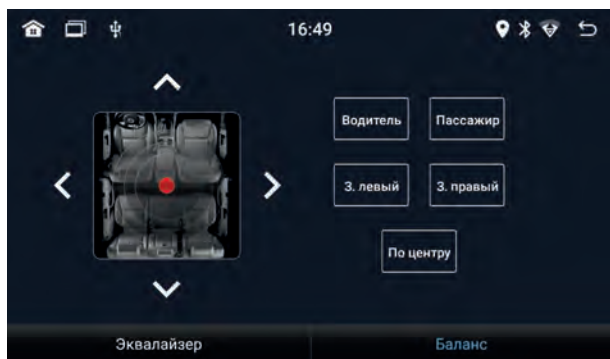 16:49
Водитель Пассажир
З. левый З. правый
По центру
Эквалайзер Баланс